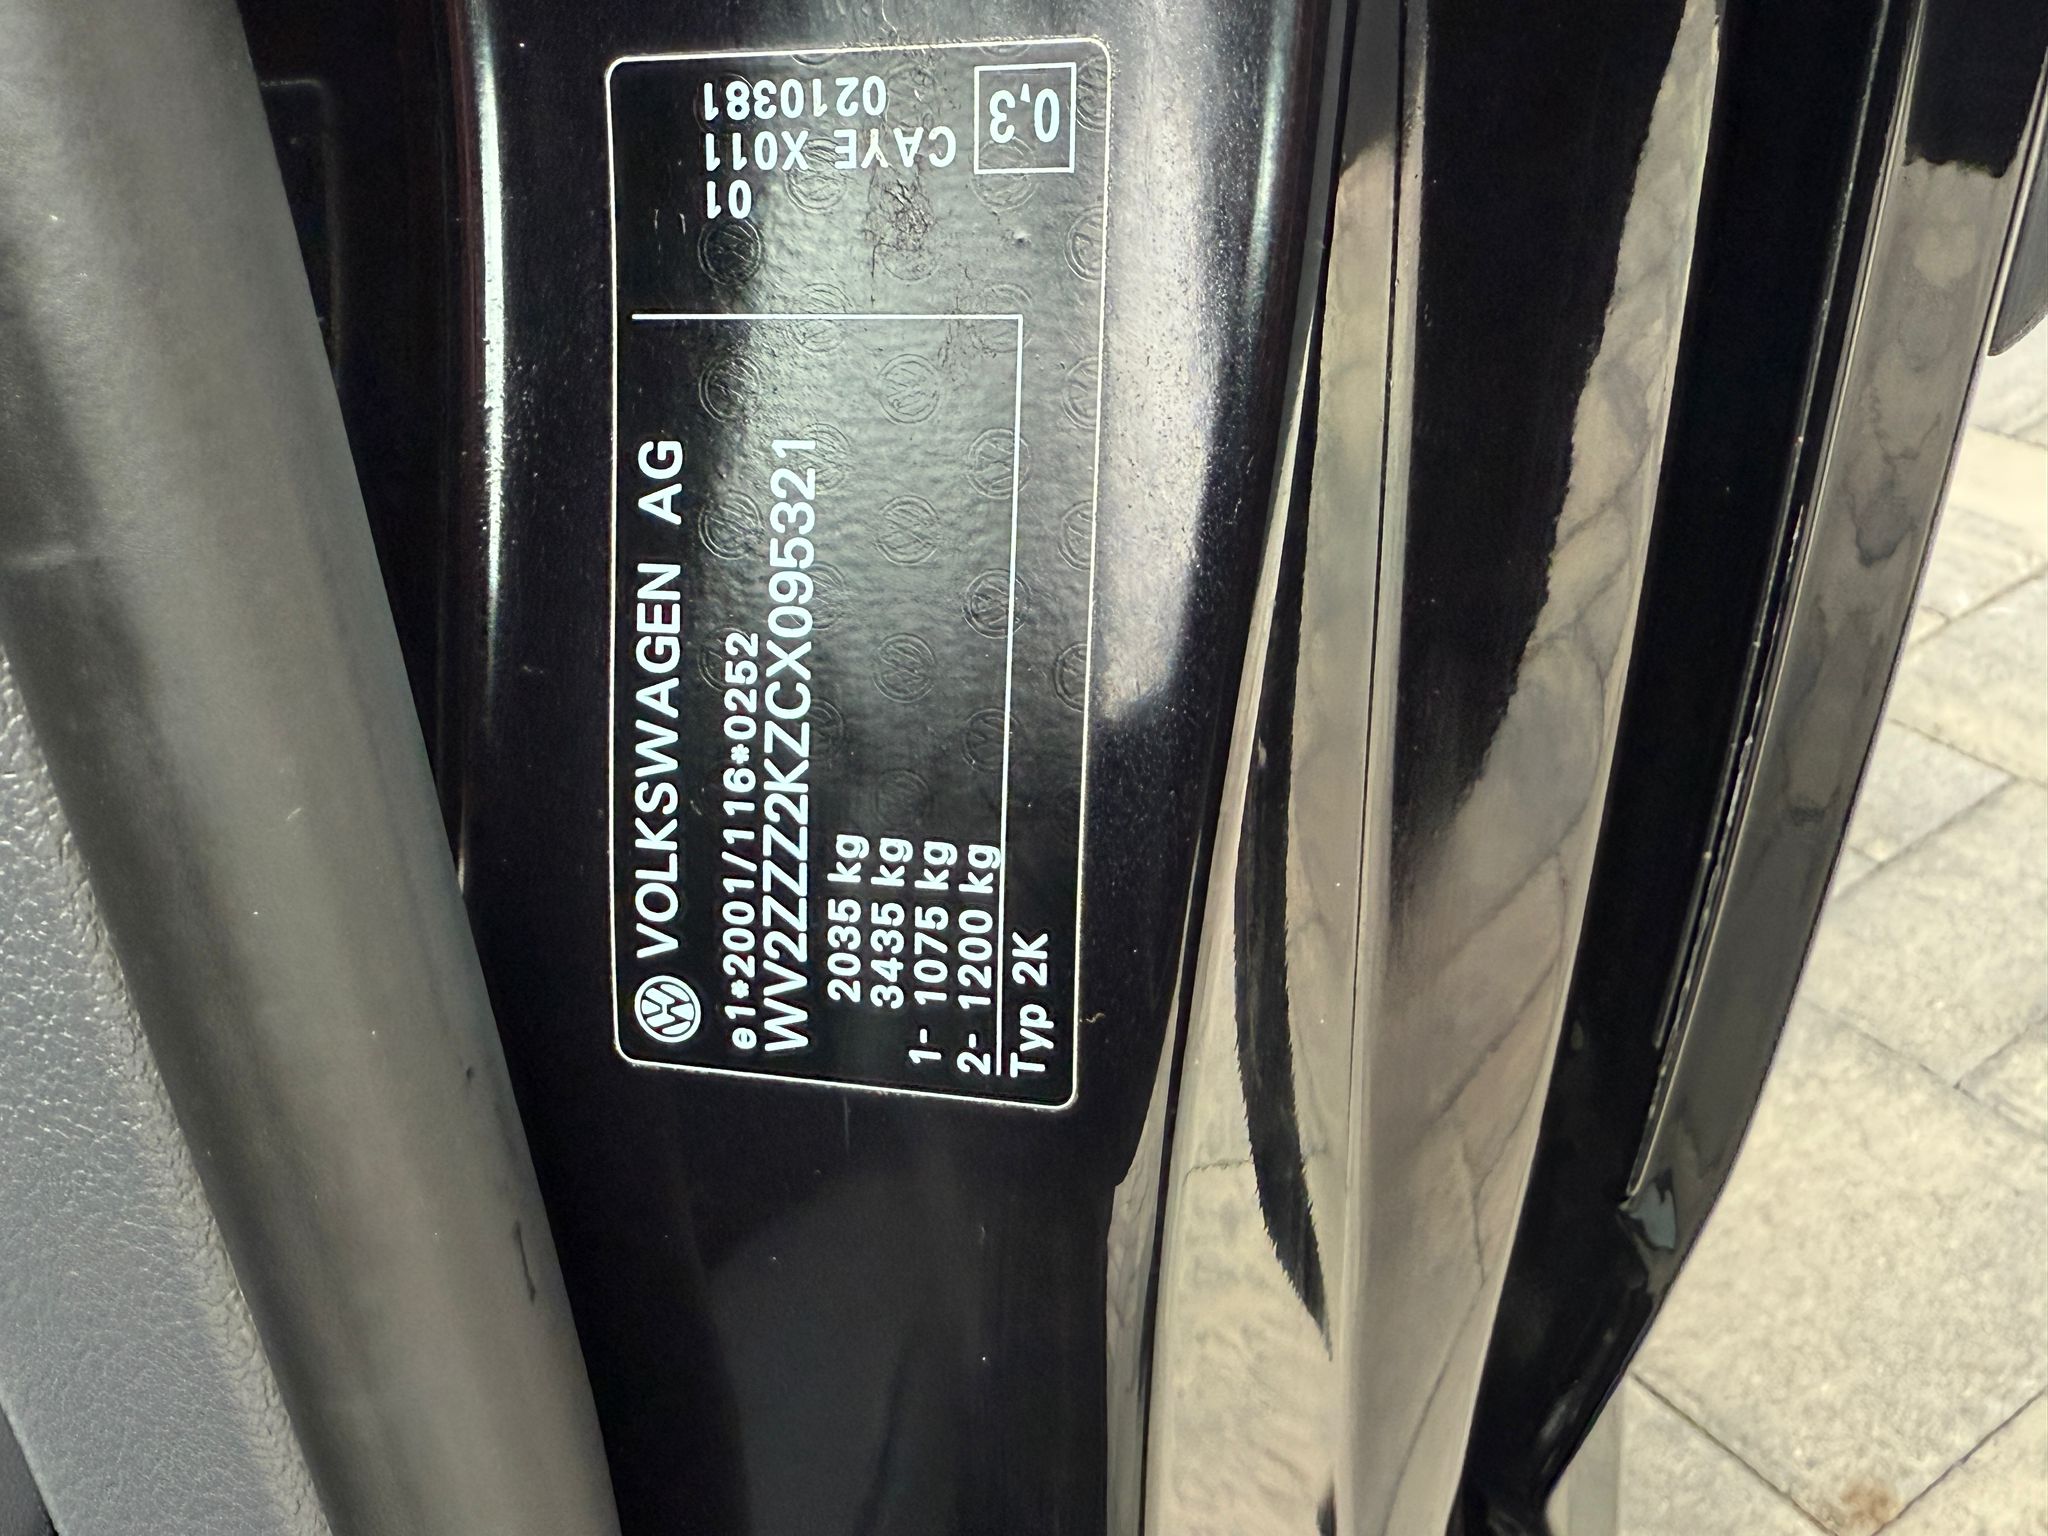 VOLKSWAGEN AG
e1*2001/116*0252
WV2ZZZ2KZCX095321
2035 kg
3435 kg
1- 1075 kg
2- 1200 kg
Typ 2K
01
CAYE X011
0210381
0,3